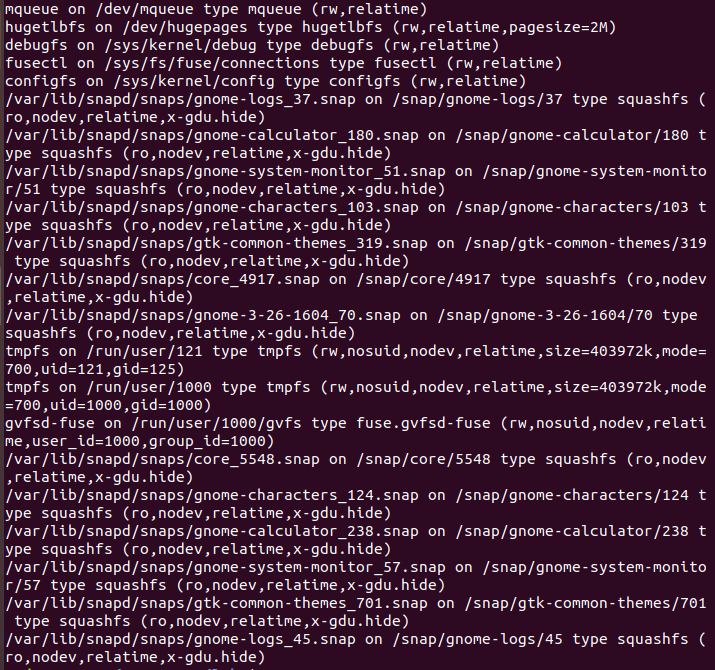 mqueue on /dev/mqueue type mqueue (rw,relatime)
hugetlbfs on /dev/hugepages type hugetlbfs (rw,relatime,pagesize=2M)
debugfs on /sys/kernel/debug type debugfs (rw,relatime)
fusectl on /sys/fs/fuse/connections type fusectl (rw,relatime)
configfs on /sys/kernel/config type configfs (rw,relatime)
/var/lib/snapd/snaps/gnome-logs_37.snap on /snap/gnome-logs/37 type squashfs (
ro,nodev,relatime,x-gdu.hide)
/var/lib/snapd/snaps/gnome-calculator_180.snap on /snap/gnome-calculator/180 t
ype squashfs (ro,nodev,relatime,x-gdu.hide)
/var/lib/snapd/snaps/gnome-system-monitor_51.snap on /snap/gnome-system-monito
r/51 type squashfs (ro,nodev,relatime,x-gdu.hide)
/var/lib/snapd/snaps/gnome-characters_103.snap on /snap/gnome-characters/103 t
ype squashfs (ro,nodev,relatime,x-gdu.hide)
/var/lib/snapd/snaps/gtk-common-themes_319.snap on /snap/gtk-common-themes/319
 type squashfs (ro,nodev,relatime,x-gdu.hide)
/var/lib/snapd/snaps/core_4917.snap on /snap/core/4917 type squashfs (ro,nodev
,relatime,x-gdu.hide)
/var/lib/snapd/snaps/gnome-3-26-1604_70.snap on /snap/gnome-3-26-1604/70 type
squashfs (ro,nodev,relatime,x-gdu.hide)
tmpfs on /run/user/121 type tmpfs (rw,nosuid,nodev,relatime,size=403972k,mode=
700,uid=121,gid=125)
tmpfs on /run/user/1000 type tmpfs (rw,nosuid,nodev,relatime,size=403972k,mode
=700,uid=1000,gid=1000)
gvfsd-fuse on /run/user/1000/gvfs type fuse.gvfsd-fuse (rw,nosuid,nodev,relati
me,user_id=1000,group_id=1000)
/var/lib/snapd/snaps/core_5548.snap on /snap/core/5548 type squashfs (ro,nodev
,relatime,x-gdu.hide)
/var/lib/snapd/snaps/gnome-characters_124.snap on /snap/gnome-characters/124 t
ype squashfs (ro,nodev,relatime,x-gdu.hide)
/var/lib/snapd/snaps/gnome-calculator_238.snap on /snap/gnome-calculator/238 t
ype squashfs (ro,nodev,relatime,x-gdu.hide)
/var/lib/snapd/snaps/gnome-system-monitor_57.snap on /snap/gnome-system-monito
r/57 type squashfs (ro,nodev,relatime,x-gdu.hide)
/var/lib/snapd/snaps/gtk-common-themes_701.snap on /snap/gtk-common-themes/701
 type squashfs (ro,nodev,relatime,x-gdu.hide)
/var/lib/snapd/snaps/gnome-logs_45.snap on /snap/gnome-logs/45 type squashfs (
ro,nodev,relatime,x-gdu.hide)